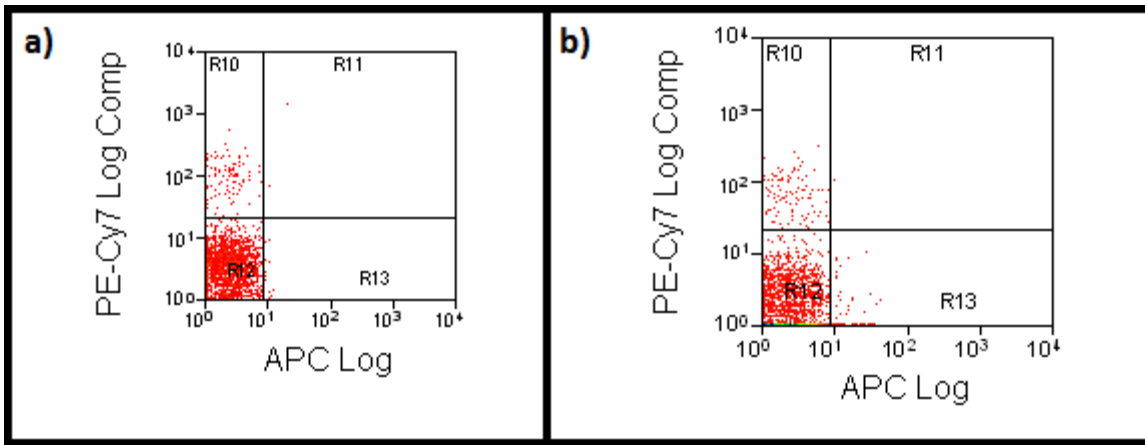 a)
PE-Cy7 Log Comp
10⁴
10³
10²
10¹
10⁰
R10
R11
R12
R13
10⁰ 10¹ 10² 10³ 10⁴
APC Log
b)
PE-Cy7 Log Comp
10⁴
10³
10²
10¹
10⁰
R10
R11
R12
R13
10⁰ 10¹ 10² 10³ 10⁴
APC Log